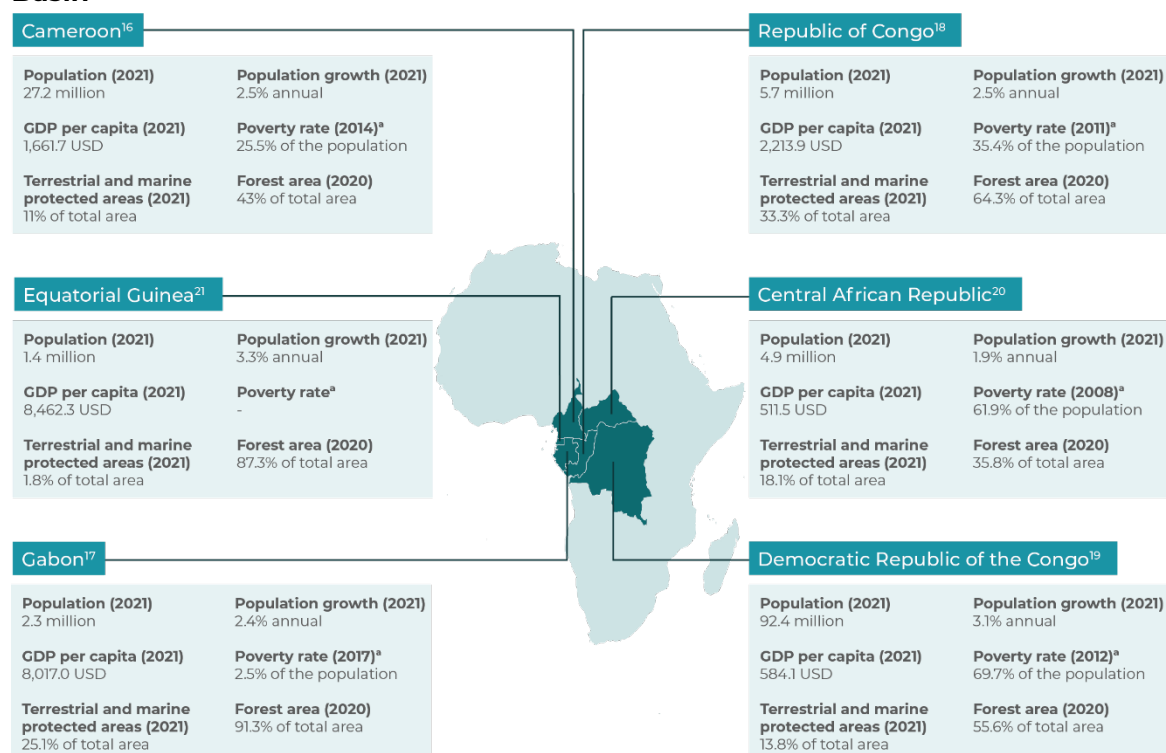 Basin
Cameroon¹⁶
Population (2021)
27.2 million
Population growth (2021)
2.5% annual
GDP per capita (2021)
1,661.7 USD
Poverty rate (2014)ᵃ
25.5% of the population
Terrestrial and marine
protected areas (2021)
11% of total area
Forest area (2020)
43% of total area
Republic of Congo¹⁸
Population (2021)
5.7 million
Population growth (2021)
2.5% annual
GDP per capita (2021)
2,213.9 USD
Poverty rate (2011)ᵃ
35.4% of the population
Terrestrial and marine
protected areas (2021)
33.3% of total area
Forest area (2020)
64.3% of total area
Equatorial Guinea²¹
Population (2021)
1.4 million
Population growth (2021)
3.3% annual
GDP per capita (2021)
8,462.3 USD
Poverty rateᵃ
-
Terrestrial and marine
protected areas (2021)
1.8% of total area
Forest area (2020)
87.3% of total area
Central African Republic²⁰
Population (2021)
4.9 million
Population growth (2021)
1.9% annual
GDP per capita (2021)
511.5 USD
Poverty rate (2008)ᵃ
61.9% of the population
Terrestrial and marine
protected areas (2021)
18.1% of total area
Forest area (2020)
35.8% of total area
Gabon¹⁷
Population (2021)
2.3 million
Population growth (2021)
2.4% annual
GDP per capita (2021)
8,017.0 USD
Poverty rate (2017)ᵃ
2.5% of the population
Terrestrial and marine
protected areas (2021)
25.1% of total area
Forest area (2020)
91.3% of total area
Democratic Republic of the Congo¹⁹
Population (2021)
92.4 million
Population growth (2021)
3.1% annual
GDP per capita (2021)
584.1 USD
Poverty rate (2012)ᵃ
69.7% of the population
Terrestrial and marine
protected areas (2021)
13.8% of total area
Forest area (2020)
55.6% of total area